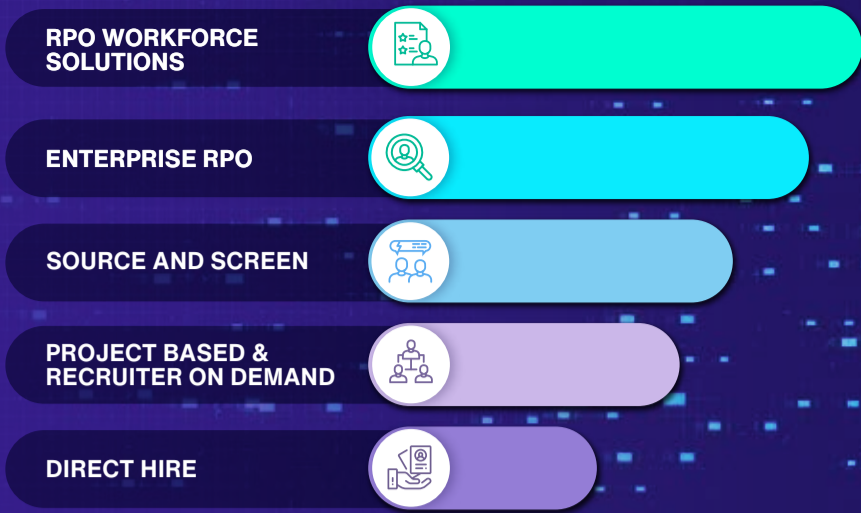 RPO WORKFORCE
SOLUTIONS
ENTERPRISE RPO
SOURCE AND SCREEN
PROJECT BASED &
RECRUITER ON DEMAND
DIRECT HIRE